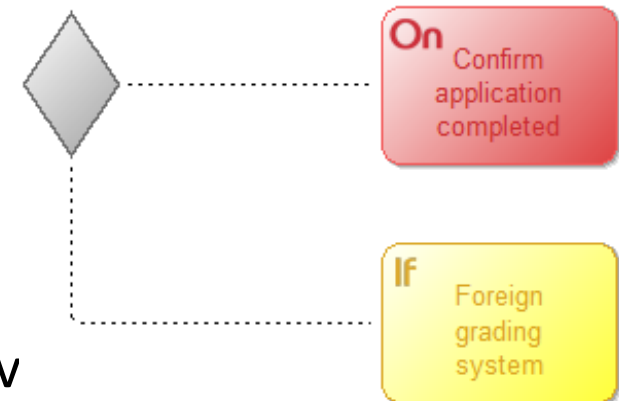 On
Confirm
application
completed
If
Foreign
grading
system
v